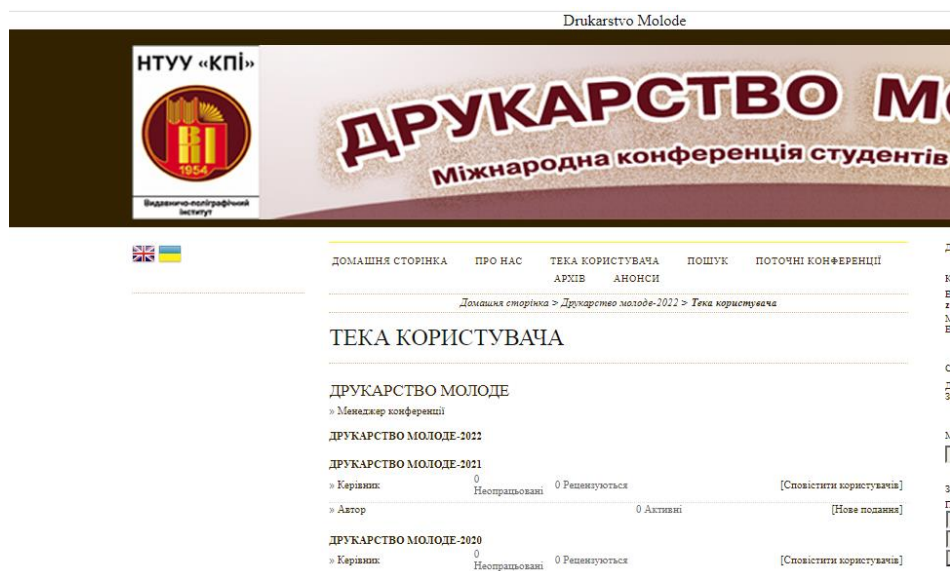 Drukarstvo Molode
НТУУ «КПІ»
ВПІ
1954
Видавничо-поліграфічний
інститут
ДРУКАРСТВО М
Міжнародна конференція студентів
ДОМАШНЯ СТОРІНКА ПРО НАС ТЕКА КОРИСТУВАЧА ПОШУК ПОТОЧНІ КОНФЕРЕНЦІЇ
АРХІВ АНОНСИ
Домашня сторінка > Друкарство молоде-2022 > Тека користувача
ТЕКА КОРИСТУВАЧА
ДРУКАРСТВО МОЛОДЕ
» Менеджер конференції
ДРУКАРСТВО МОЛОДЕ-2022
ДРУКАРСТВО МОЛОДЕ-2021
» Керівник 0 Неопрацьовані 0 Рецензуються [Сповістити користувачів]
» Автор 0 Активні [Нове подання]
ДРУКАРСТВО МОЛОДЕ-2020
» Керівник 0 Неопрацьовані 0 Рецензуються [Сповістити користувачів]